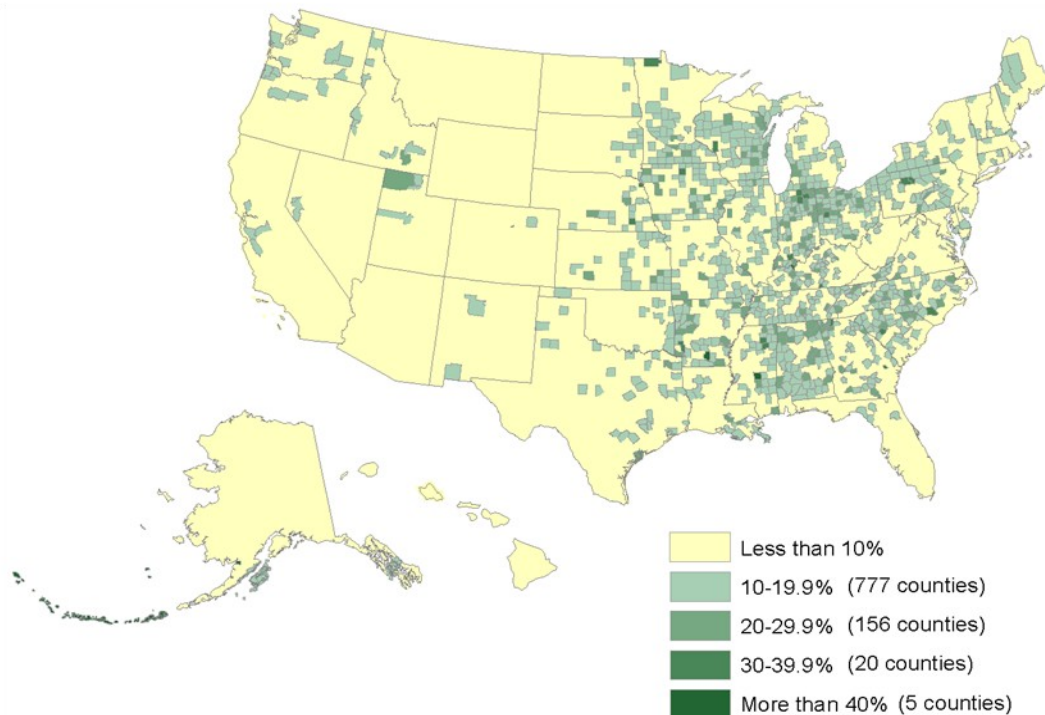 Less than 10%
10-19.9% (777 counties)
20-29.9% (156 counties)
30-39.9% (20 counties)
More than 40% (5 counties)